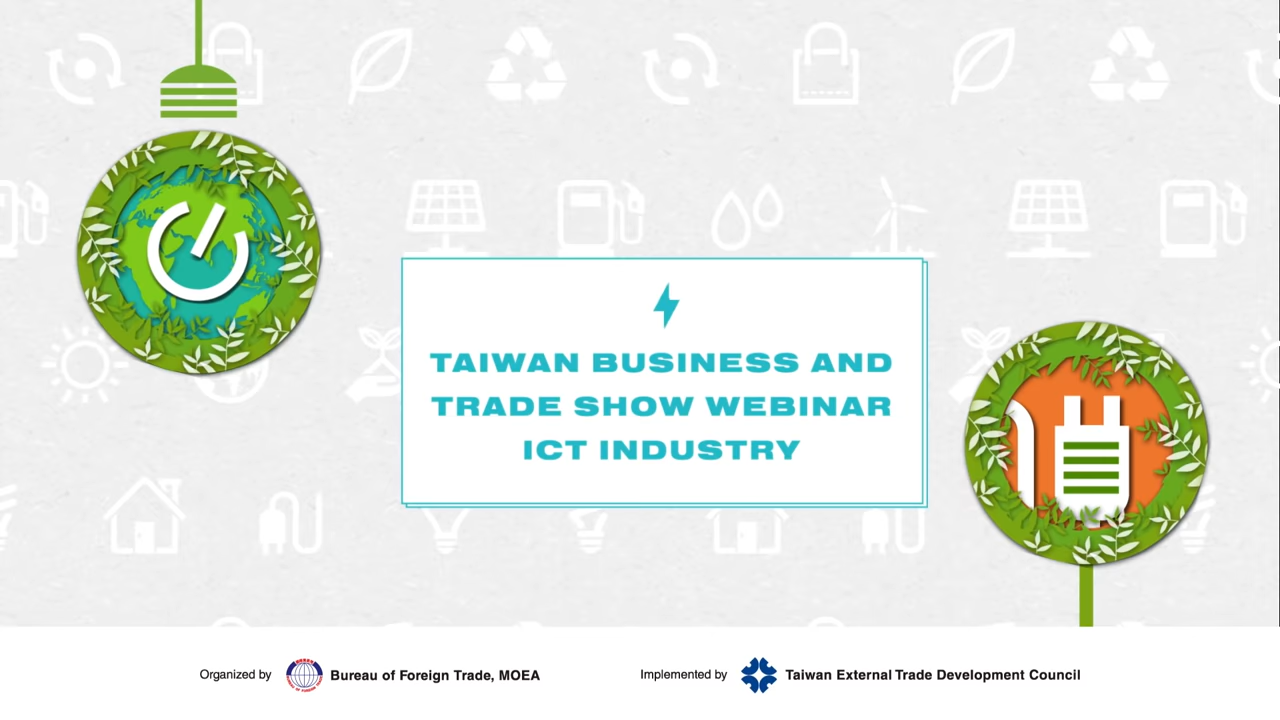 TAIWAN BUSINESS AND
TRADE SHOW WEBINAR
ICT INDUSTRY
Organized by Bureau of Foreign Trade, MOEA
Implemented by Taiwan External Trade Development Council